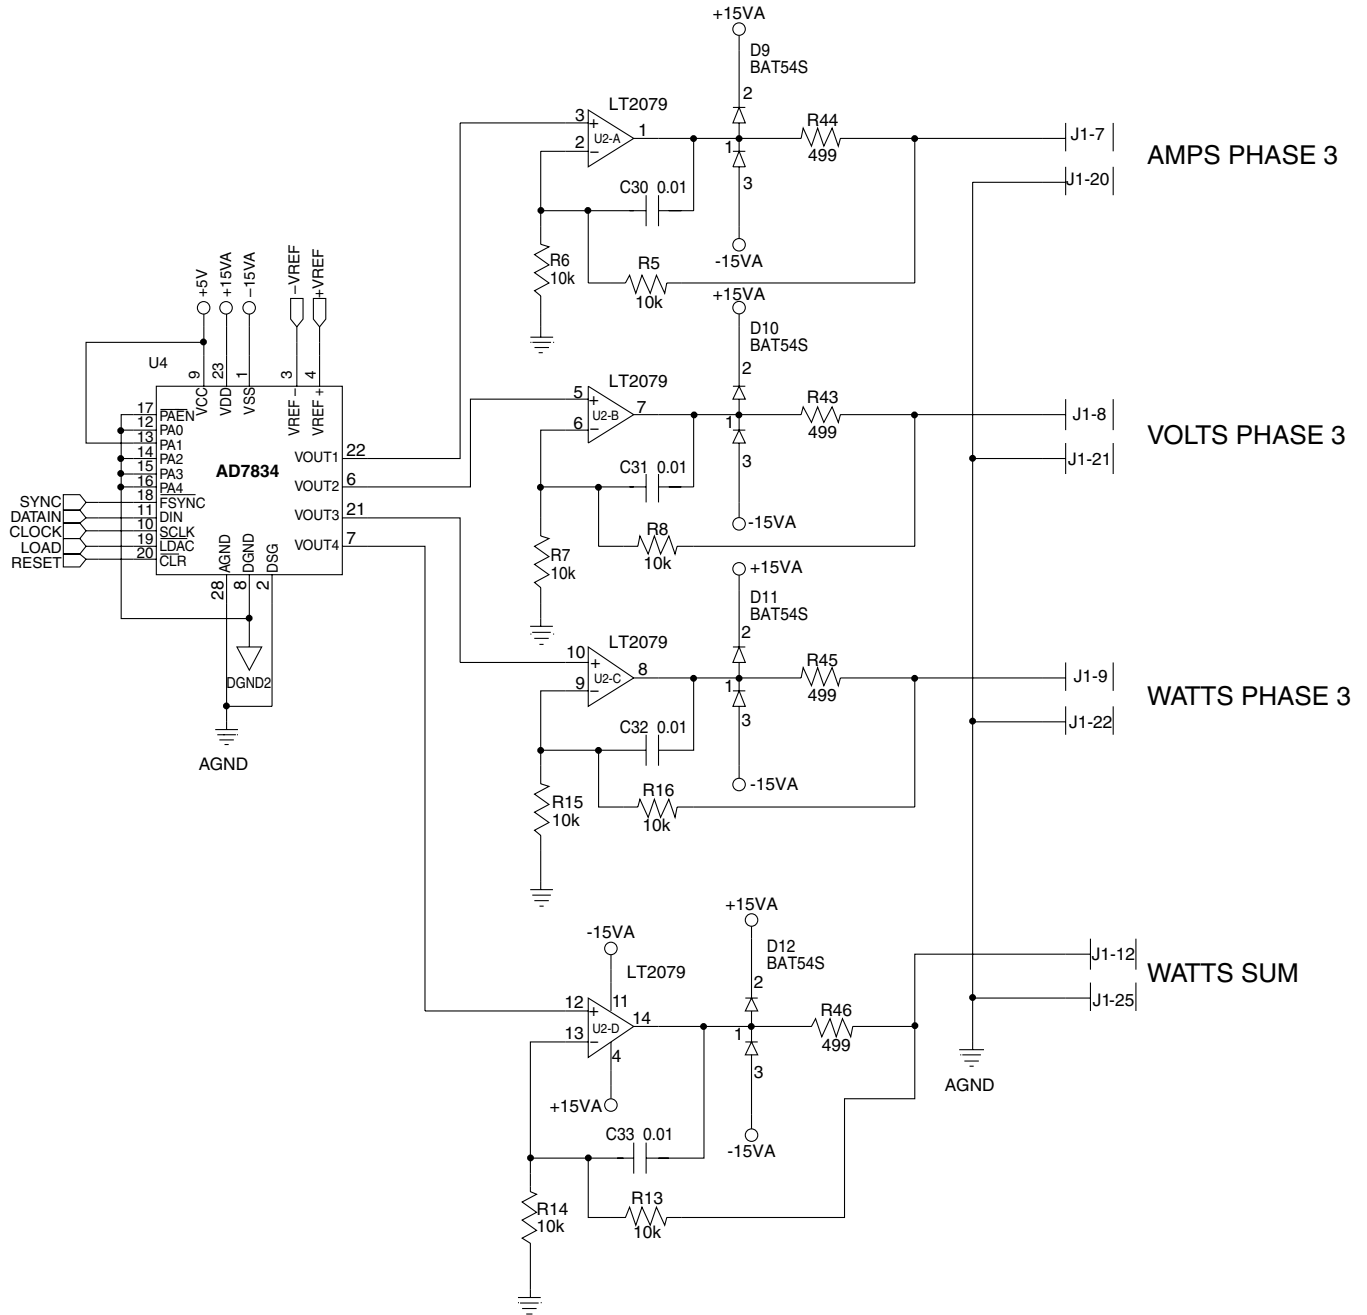 +15VA
D9
BAT54S
2
LT2079
3
+
U2-A
1
2
−
1
3
R44
499
J1-7
AMPS PHASE 3
J1-20
C30 0.01
-15VA
R6
10k
R5
10k
+15VA
D10
BAT54S
2
LT2079
5
+
U2-B
7
6
−
1
3
R43
499
J1-8
VOLTS PHASE 3
J1-21
C31 0.01
-15VA
R7
10k
R8
10k
+5V
+15VA
−15VA
−VREF
+VREF
U4
9
23
1
3
4
VCC
VDD
VSS
VREF -
VREF +
17 PAEN
12 PA0
13 PA1
14 PA2
15 PA3
16 PA4
SYNC 18 FSYNC
DATAIN 11 DIN
CLOCK 10 SCLK
LOAD 19 LDAC
RESET 20 CLR
AD7834
VOUT1 22
VOUT2 6
VOUT3 21
VOUT4 7
AGND
DGND
DSG
28
8
2
DGND2
AGND
+15VA
D11
BAT54S
2
LT2079
10
+
U2-C
8
9
−
1
3
R45
499
J1-9
WATTS PHASE 3
J1-22
C32 0.01
-15VA
R15
10k
R16
10k
+15VA
D12
BAT54S
2
-15VA
LT2079
11
12
+
U2-D
14
13
−
4
+15VA
1
3
R46
499
J1-12
WATTS SUM
J1-25
AGND
-15VA
C33 0.01
R14
10k
R13
10k